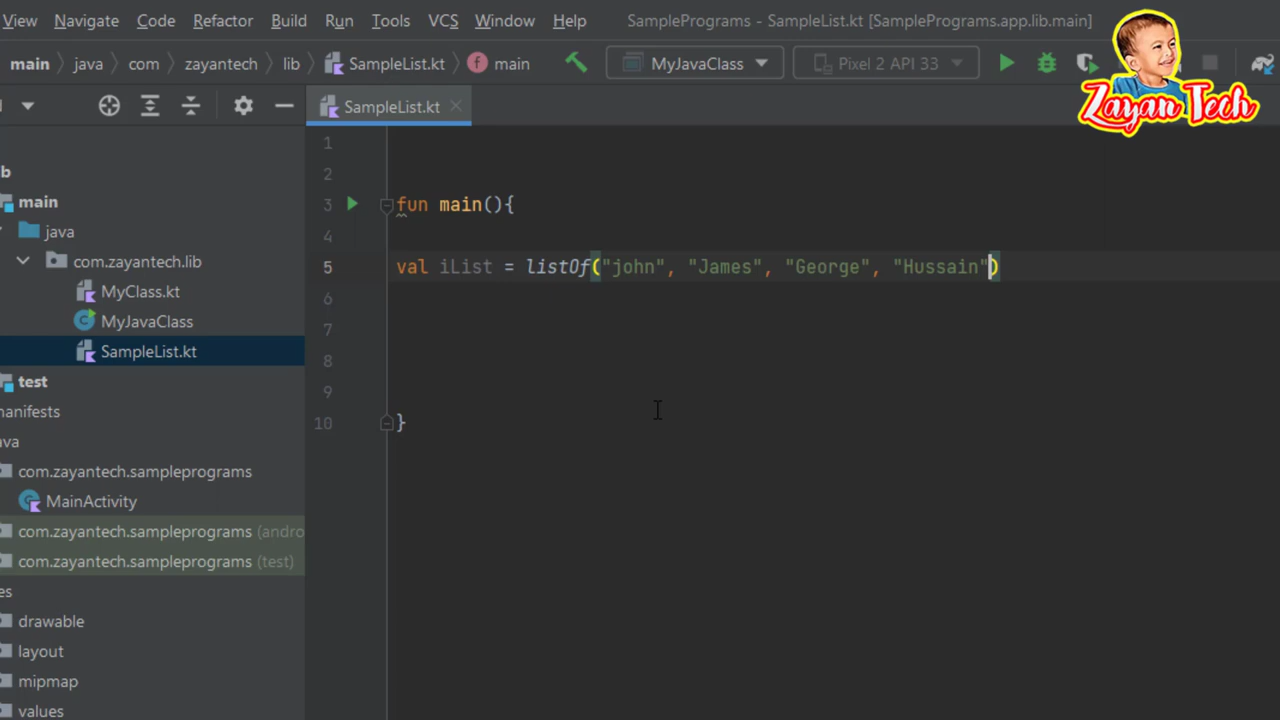 View Navigate Code Refactor Build Run Tools VCS Window Help SamplePrograms - SampleList.kt [SamplePrograms.app.lib.main]
main java com zayantech lib SampleList.kt main MyJavaClass Pixel 2 API 33
Zayan Tech
SampleList.kt
1
2
3 fun main(){
4
5 val iList = listOf("john", "James", "George", "Hussain")
6
7
8
9
10 }
b
main
java
com.zayantech.lib
MyClass.kt
MyJavaClass
SampleList.kt
test
anifests
ava
com.zayantech.sampleprograms
MainActivity
com.zayantech.sampleprograms (andro
com.zayantech.sampleprograms (test)
es
drawable
layout
mipmap
values